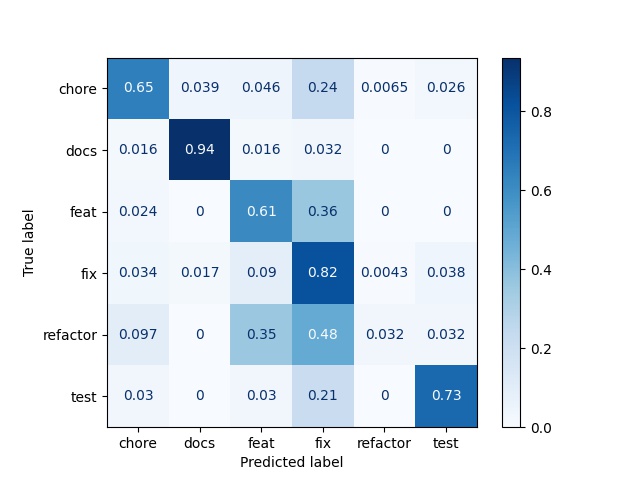 chore 0.65 0.039 0.046 0.24 0.0065 0.026
docs 0.016 0.94 0.016 0.032 0 0
feat 0.024 0 0.61 0.36 0 0
fix 0.034 0.017 0.09 0.82 0.0043 0.038
refactor 0.097 0 0.35 0.48 0.032 0.032
test 0.03 0 0.03 0.21 0 0.73
chore docs feat fix refactor test
Predicted label
True label
0.8
0.6
0.4
0.2
0.0